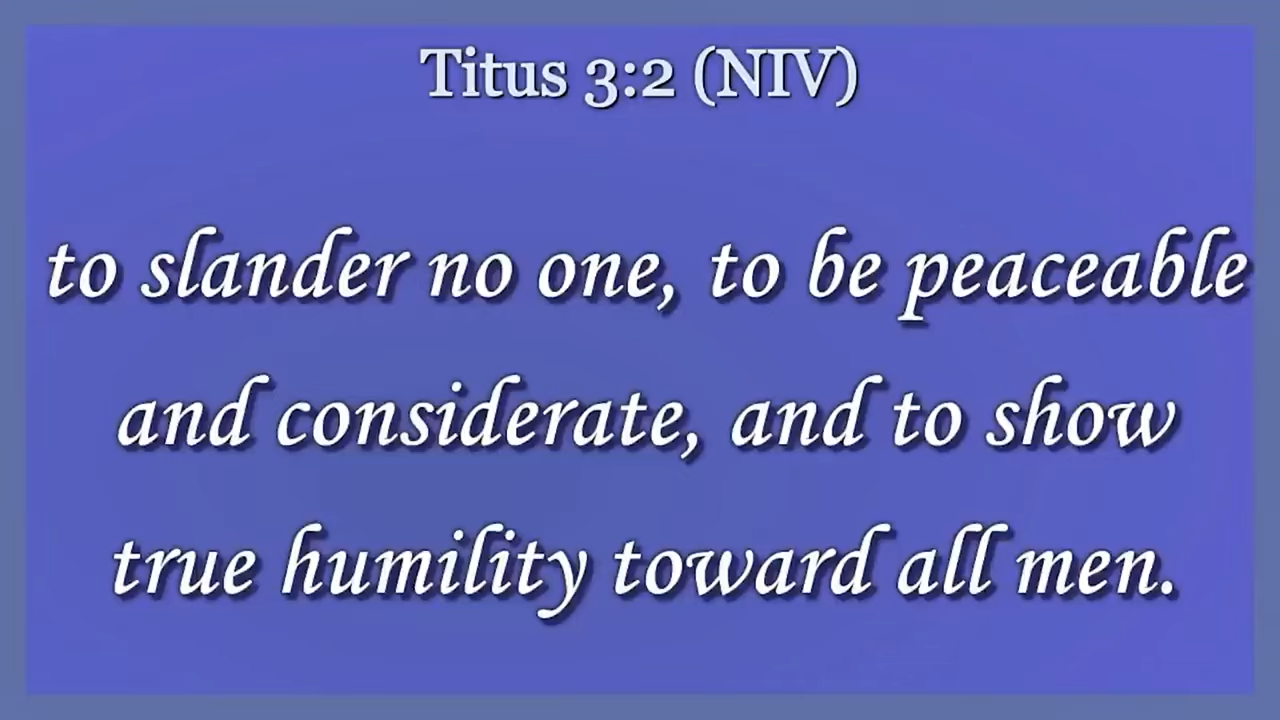 Titus 3:2 (NIV)
to slander no one, to be peaceable
and considerate, and to show
true humility toward all men.